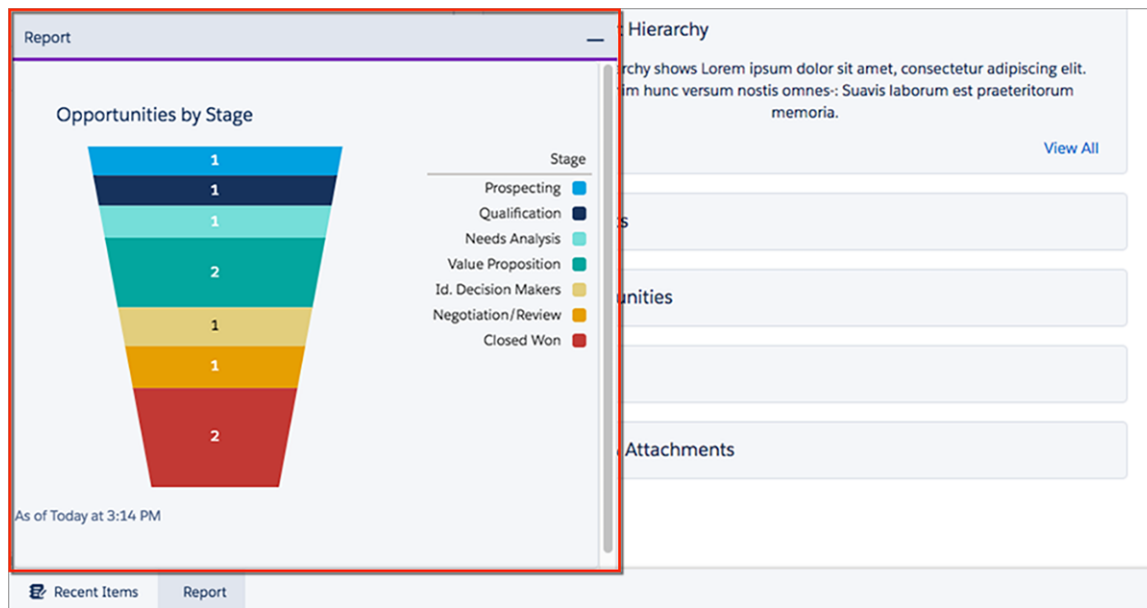 Report
Opportunities by Stage
1
1
1
2
1
1
2
Stage
Prospecting
Qualification
Needs Analysis
Value Proposition
Id. Decision Makers
Negotiation/Review
Closed Won
As of Today at 3:14 PM
Hierarchy
shows Lorem ipsum dolor sit amet, consectetur adipiscing elit.
hunc versum nostis omnes-: Suavis laborum est praeteritorum
memoria.
View All
Attachments
Recent Items
Report